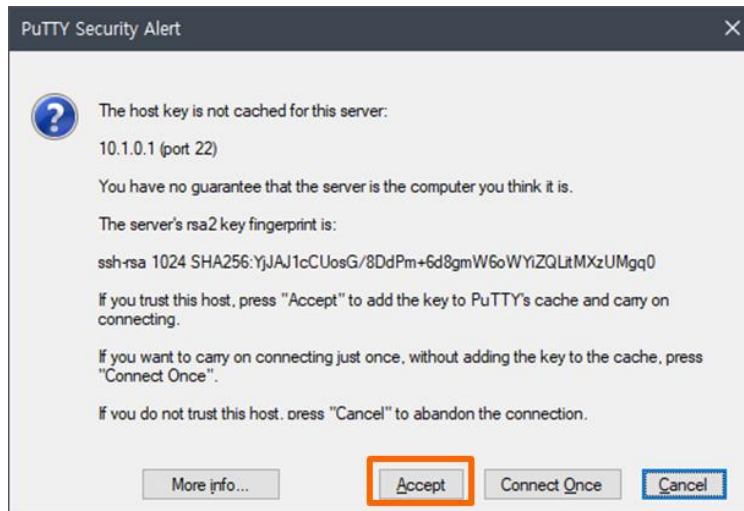 PuTTY Security Alert
The host key is not cached for this server:
10.1.0.1 (port 22)
You have no guarantee that the server is the computer you think it is.
The server's rsa2 key fingerprint is:
ssh-rsa 1024 SHA256:YjJAJ1cCUosG/8DdPm+6d8gmW6oWYiZQLitMXzUMgq0
If you trust this host, press "Accept" to add the key to PuTTY's cache and carry on
connecting.
If you want to carry on connecting just once, without adding the key to the cache, press
"Connect Once".
If you do not trust this host, press "Cancel" to abandon the connection.
More info... Accept Connect Once Cancel